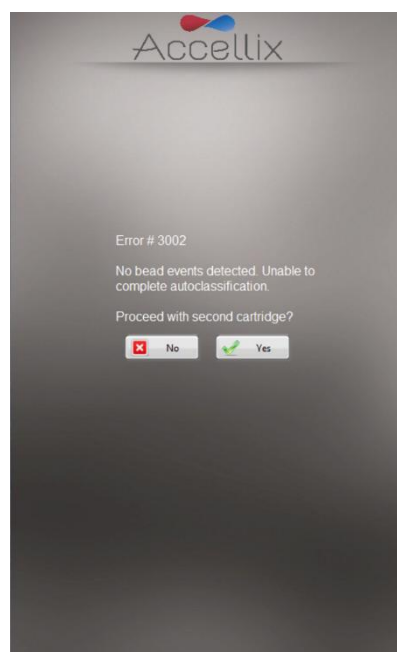 Accellix
Error # 3002
No bead events detected. Unable to
complete autoclassification.
Proceed with second cartridge?
No
Yes